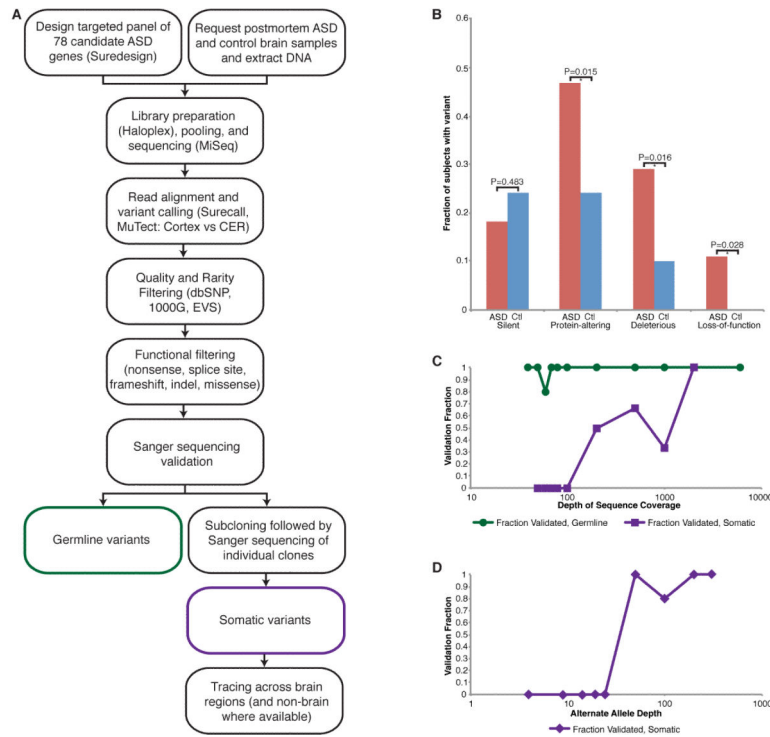 A
Design targeted panel of
78 candidate ASD
genes (Suredesign)
Request postmortem ASD
and control brain samples
and extract DNA
Library preparation
(Haloplex), pooling, and
sequencing (MiSeq)
Read alignment and
variant calling (Surecall,
MuTect: Cortex vs CER)
Quality and Rarity
Filtering (dbSNP,
1000G, EVS)
Functional filtering
(nonsense, splice site,
frameshift, indel, missense)
Sanger sequencing
validation
Germline variants
Subcloning followed by
Sanger sequencing of
individual clones
Somatic variants
Tracing across brain
regions (and non-brain
where available)
B
Fraction of subjects with variant
0.6
0.5
0.4
0.3
0.2
0.1
0
P=0.483
P=0.015
P=0.016
P=0.028
ASD Ctl ASD Ctl ASD Ctl ASD Ctl
Silent Protein-altering Deleterious Loss-of-function
C
Validation Fraction
1
0.9
0.8
0.7
0.6
0.5
0.4
0.3
0.2
0.1
0
10 100 1000 10000
Depth of Sequence Coverage
Fraction Validated, Germline Fraction Validated, Somatic
D
Validation Fraction
1
0.9
0.8
0.7
0.6
0.5
0.4
0.3
0.2
0.1
0
1 10 100 1000
Alternate Allele Depth
Fraction Validated, Somatic